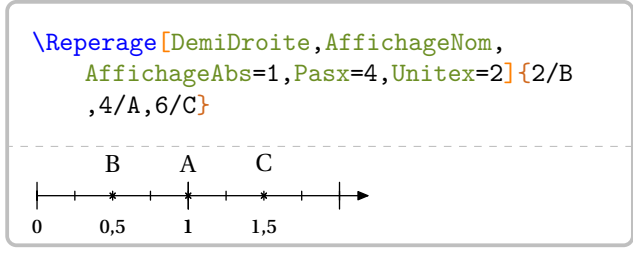 \Reperage[DemiDroite,AffichageNom,
AffichageAbs=1,Pasx=4,Unitex=2]{2/B
,4/A,6/C}
B A C
0 0,5 1 1,5